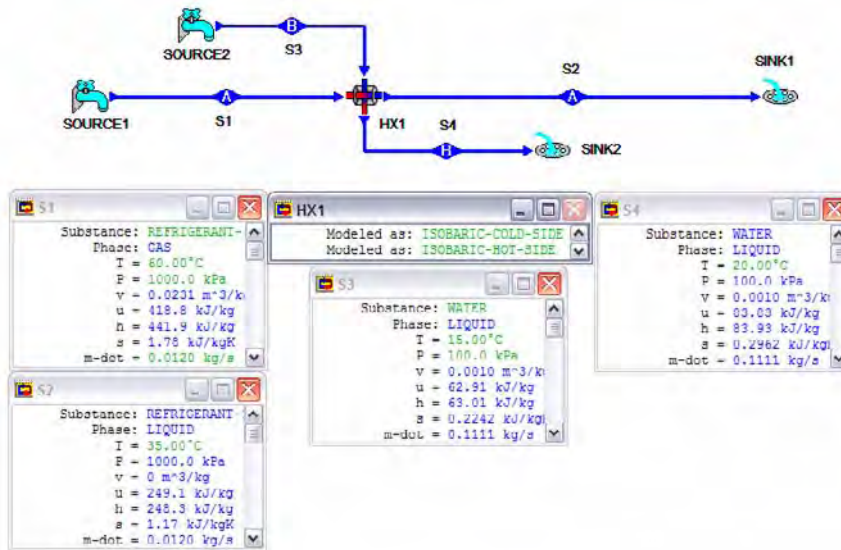 SOURCE2
B
S3
SOURCE1
A
S1
HX1
S2
A
SINK1
S4
H
SINK2
S1
Substance: REFRIGERANT-
Phase: GAS
T = 60.00°C
P = 1000.0 kPa
v = 0.0231 m^3/k
u = 418.8 kJ/kg
h = 441.9 kJ/kg
s = 1.78 kJ/kgK
m-dot = 0.0120 kg/s
HX1
Modeled as: ISOBARIC-COLD-SIDE
Modeled as: ISOBARIC-HOT-SIDE
S4
Substance: WATER
Phase: LIQUID
T = 20.00°C
P = 100.0 kPa
v = 0.0010 m^3/k
u = 83.83 kJ/kg
h = 83.93 kJ/kg
s = 0.2962 kJ/kgK
m-dot = 0.1111 kg/s
S3
Substance: WATER
Phase: LIQUID
T = 15.00°C
P = 100.0 kPa
v = 0.0010 m^3/k
u = 62.91 kJ/kg
h = 63.01 kJ/kg
s = 0.2242 kJ/kg
m-dot = 0.1111 kg/s
S2
Substance: REFRIGERANT-
Phase: LIQUID
T = 35.00°C
P = 1000.0 kPa
v = 0 m^3/kg
u = 249.1 kJ/kg
h = 248.3 kJ/kg
s = 1.17 kJ/kgK
m-dot = 0.0120 kg/s